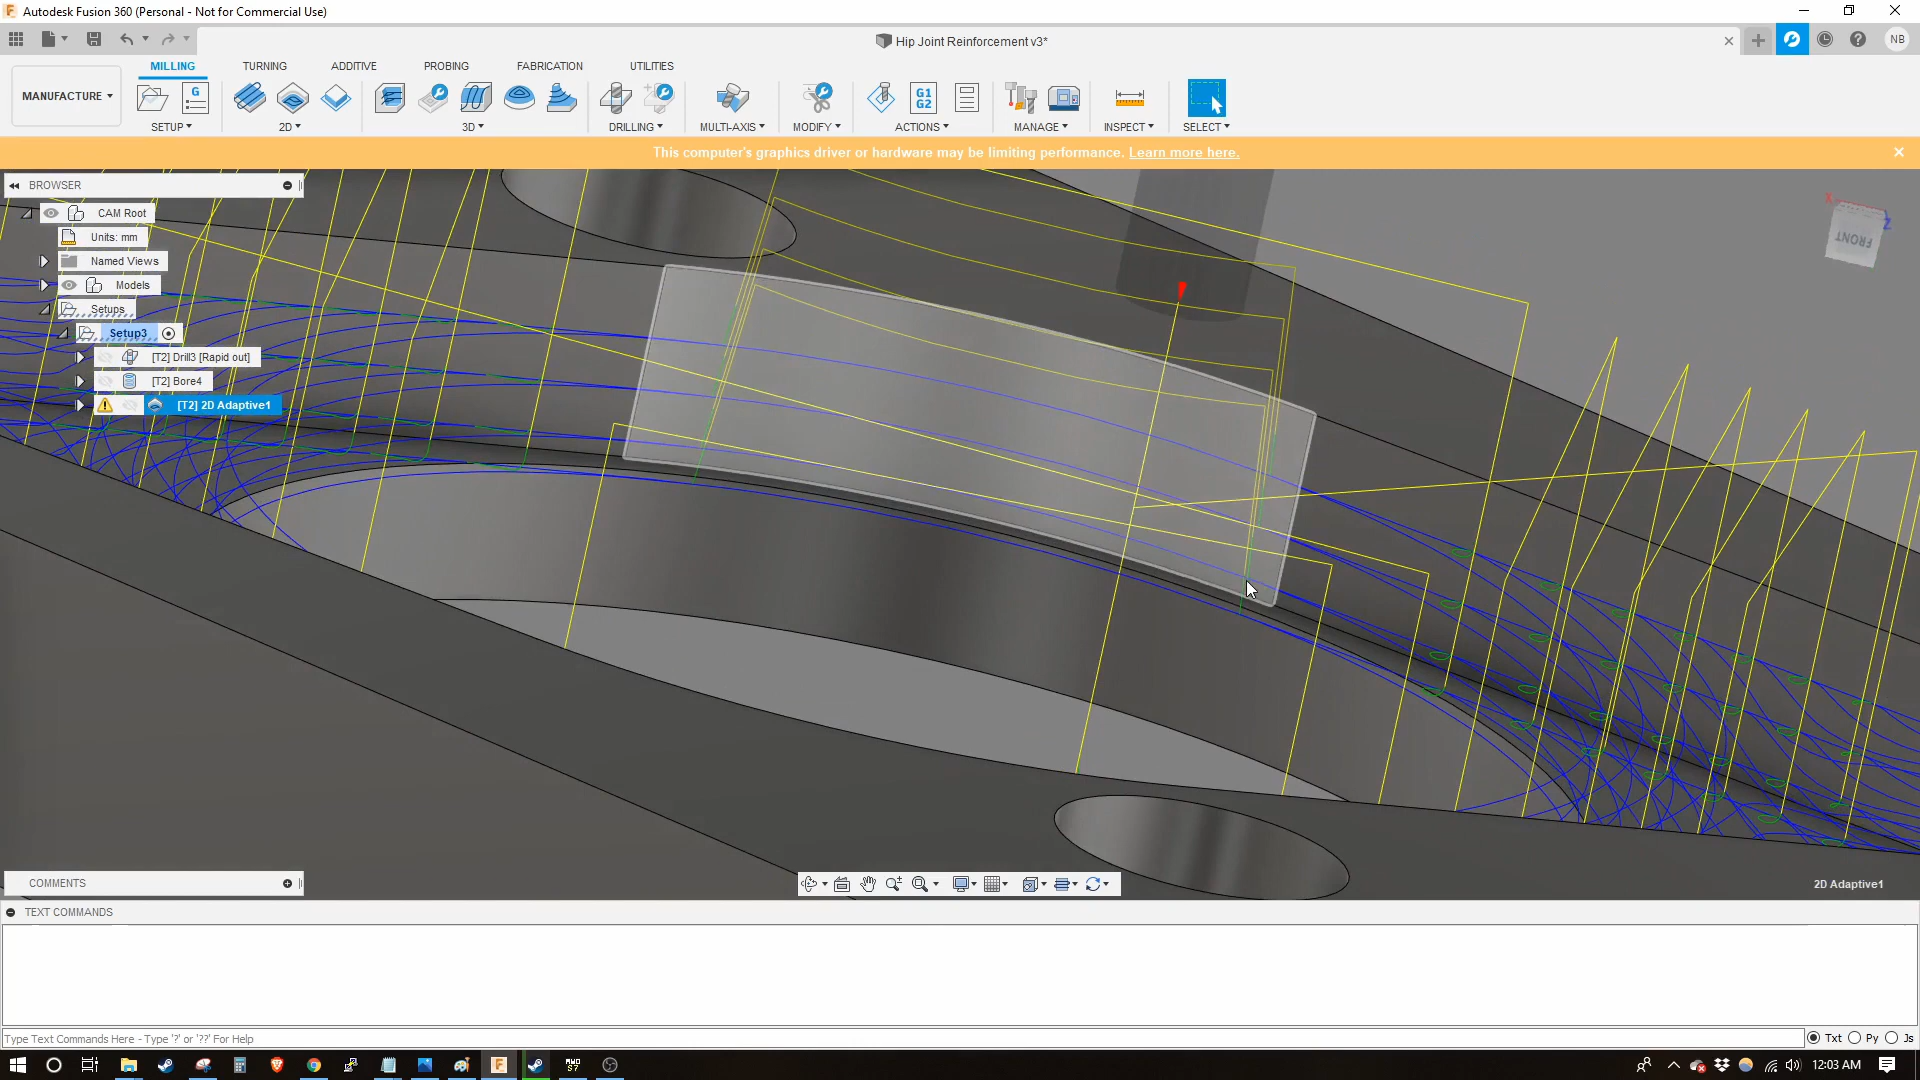 Autodesk Fusion 360 (Personal - Not for Commercial Use)
Hip Joint Reinforcement v3*
NB
MILLING TURNING ADDITIVE PROBING FABRICATION UTILITIES
MANUFACTURE
G
G1
G2
SETUP 2D 3D DRILLING MULTI-AXIS MODIFY ACTIONS MANAGE INSPECT SELECT
This computer's graphics driver or hardware may be limiting performance. Learn more here.
BROWSER
CAM Root
Units: mm
Named Views
Models
Setups
Setup3
[T2] Drill3 [Rapid out]
[T2] Bore4
[T2] 2D Adaptive1
X
Z
FRONT
COMMENTS
2D Adaptive1
TEXT COMMANDS
Type Text Commands Here - Type '?' or '??' For Help
Txt Py Js
12:03 AM